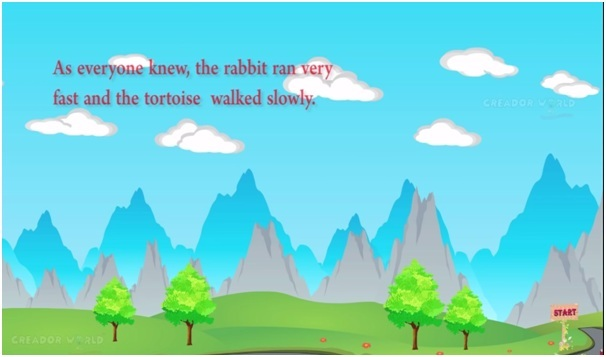 As everyone knew, the rabbit ran very
fast and the tortoise walked slowly.
CREADOR WORLD
START
CREADOR WORLD